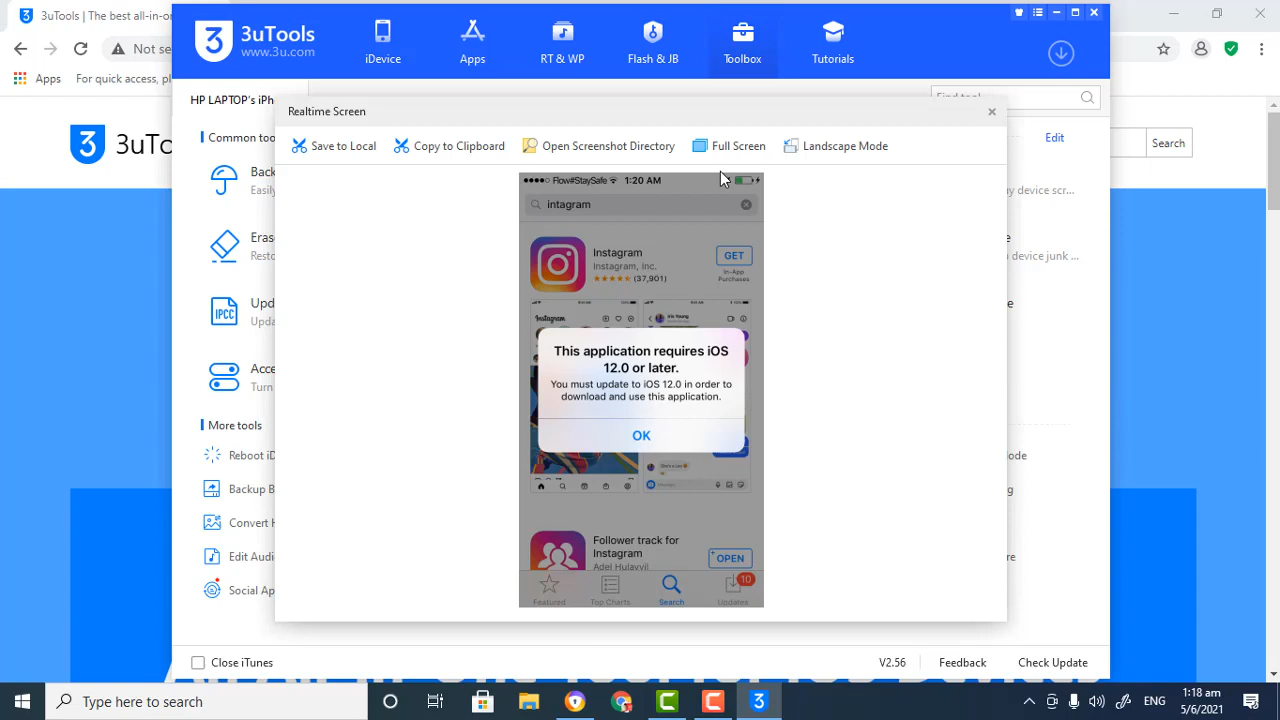 3uTools | The best all-in-or
Not se
Apps
For quick access, p
3uToo
Search
3uTools
www.3u.com
iDevice
Apps
RT & WP
Flash & JB
Toolbox
Tutorials
HP LAPTOP's iPh
Find tool
Common too
Edit
Back
Easily
Eras
Resto
Upd
Upda
Acce
Turn
More tools
Reboot iD
Backup B
Convert H
Edit Audi
Social Ap
device scr...
e
device junk ...
e
ode
g
re
Realtime Screen
Save to Local
Copy to Clipboard
Open Screenshot Directory
Full Screen
Landscape Mode
Flow#StaySafe
1:20 AM
intagram
Instagram
Instagram, Inc.
(37,901)
GET
In-App
Purchases
Instagram
This application requires iOS
12.0 or later.
You must update to iOS 12.0 in order to
download and use this application.
OK
Follower track for
Instagram
OPEN
Featured
Top Charts
Search
10
Updates
Close iTunes
V2.56
Feedback
Check Update
Type here to search
ENG
1:18 am
5/6/2021